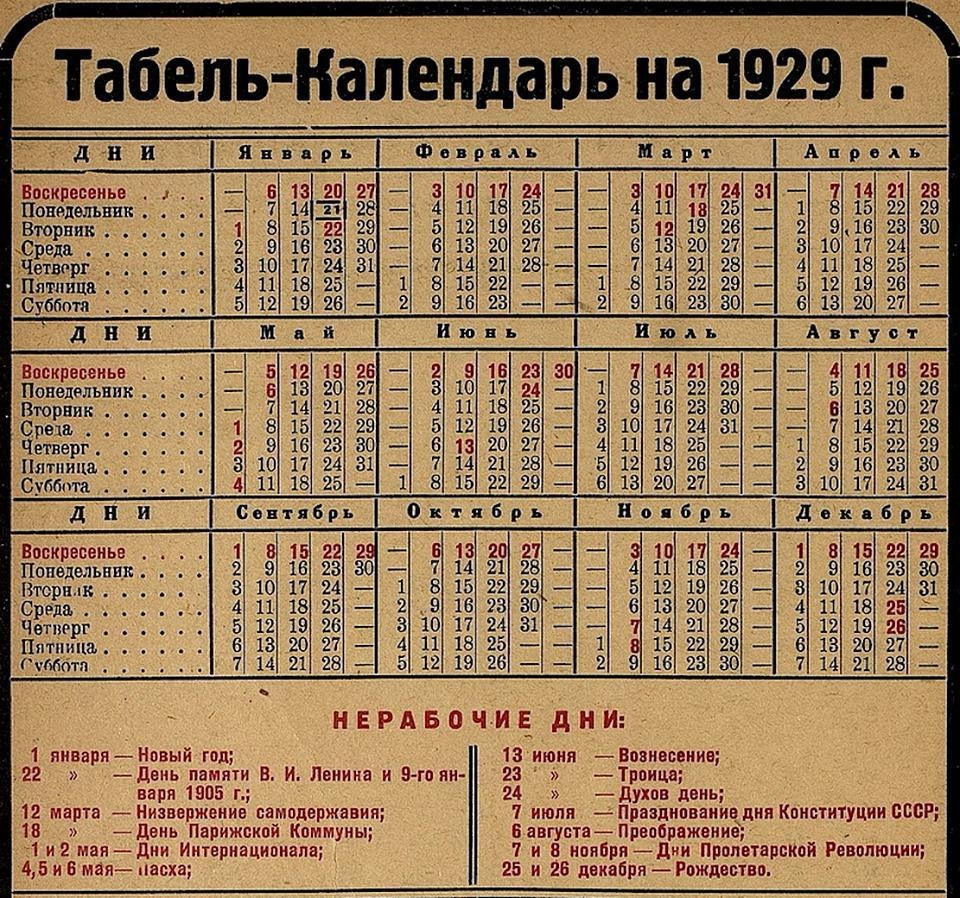 Табель-Календарь на 1929 г.
ДНИ Январь Февраль Март Апрель
Воскресенье — 6 13 20 27 — 3 10 17 24 — 3 10 17 24 31 — 7 14 21 28
Понедельник — 7 14 21 28 — 4 11 18 25 — 4 11 18 25 — 1 8 15 22 29
Вторник 1 8 15 22 29 — 5 12 19 26 — 5 12 19 26 — 2 9 16 23 30
Среда 2 9 16 23 30 — 6 13 20 27 — 6 13 20 27 — 3 10 17 24 —
Четверг 3 10 17 24 31 — 7 14 21 28 — 7 14 21 28 — 4 11 18 25 —
Пятница 4 11 18 25 — 1 8 15 22 — 1 8 15 22 29 — 5 12 19 26 —
Суббота 5 12 19 26 — 2 9 16 23 — 2 9 16 23 30 — 6 13 20 27 —
ДНИ Май Июнь Июль Август
Воскресенье — 5 12 19 26 — 2 9 16 23 30 — 7 14 21 28 — 4 11 18 25
Понедельник — 6 13 20 27 — 3 10 17 24 — 1 8 15 22 29 — 5 12 19 26
Вторник — 7 14 21 28 — 4 11 18 25 — 2 9 16 23 30 — 6 13 20 27
Среда 1 8 15 22 29 — 5 12 19 26 — 3 10 17 24 31 — 7 14 21 28
Четверг 2 9 16 23 30 — 6 13 20 27 — 4 11 18 25 — 1 8 15 22 29
Пятница 3 10 17 24 31 — 7 14 21 28 — 5 12 19 26 — 2 9 16 23 30
Суббота 4 11 18 25 — 1 8 15 22 29 — 6 13 20 27 — 3 10 17 24 31
ДНИ Сентябрь Октябрь Ноябрь Декабрь
Воскресенье 1 8 15 22 29 — 6 13 20 27 — 3 10 17 24 — 1 8 15 22 29
Понедельник 2 9 16 23 30 — 7 14 21 28 — 4 11 18 25 — 2 9 16 23 30
Вторник 3 10 17 24 — 1 8 15 22 29 — 5 12 19 26 — 3 10 17 24 31
Среда 4 11 18 25 — 2 9 16 23 30 — 6 13 20 27 — 4 11 18 25 —
Четверг 5 12 19 26 — 3 10 17 24 31 — 7 14 21 28 — 5 12 19 26 —
Пятница 6 13 20 27 — 4 11 18 25 — 1 8 15 22 29 — 6 13 20 27 —
Суббота 7 14 21 28 — 5 12 19 26 — 2 9 16 23 30 — 7 14 21 28 —
НЕРАБОЧИЕ ДНИ:
1 января — Новый год;
22 » — День памяти В. И. Ленина и 9-го ян-
варя 1905 г.;
12 марта — Низвержение самодержавия;
18 » — День Парижской Коммуны;
1 и 2 мая — Дни Интернационала;
4, 5 и 6 мая — Пасха;
13 июня — Вознесение;
23 » — Троица;
24 » — Духов день;
7 июля — Празднование дня Конституции СССР;
6 августа — Преображение;
7 и 8 ноября — Дни Пролетарской Революции;
25 и 26 декабря — Рождество.